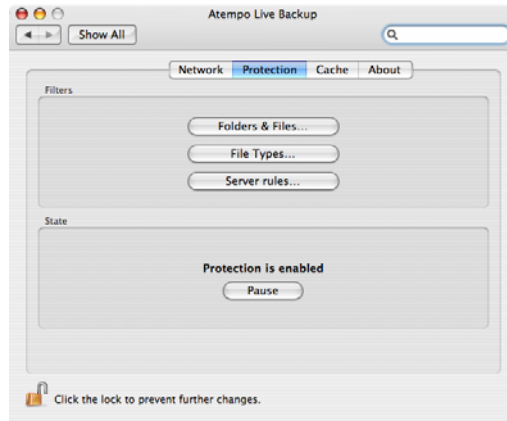 Atempo Live Backup
Show All
Network Protection Cache About
Filters
Folders & Files...
File Types...
Server rules...
State
Protection is enabled
Pause
Click the lock to prevent further changes.